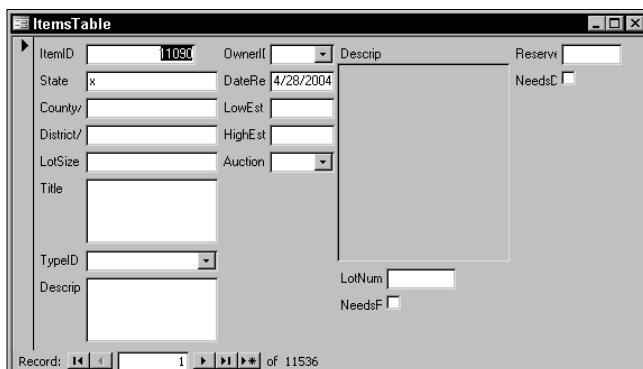 ItemsTable
ItemID 11090 OwnerID Descrip Reserve
State x DateRe 4/28/2004 NeedsD
County/ LowEst
District/ HighEst
LotSize Auction
Title
TypeID
LotNum
Descrip
NeedsF
Record: 1 of 11536